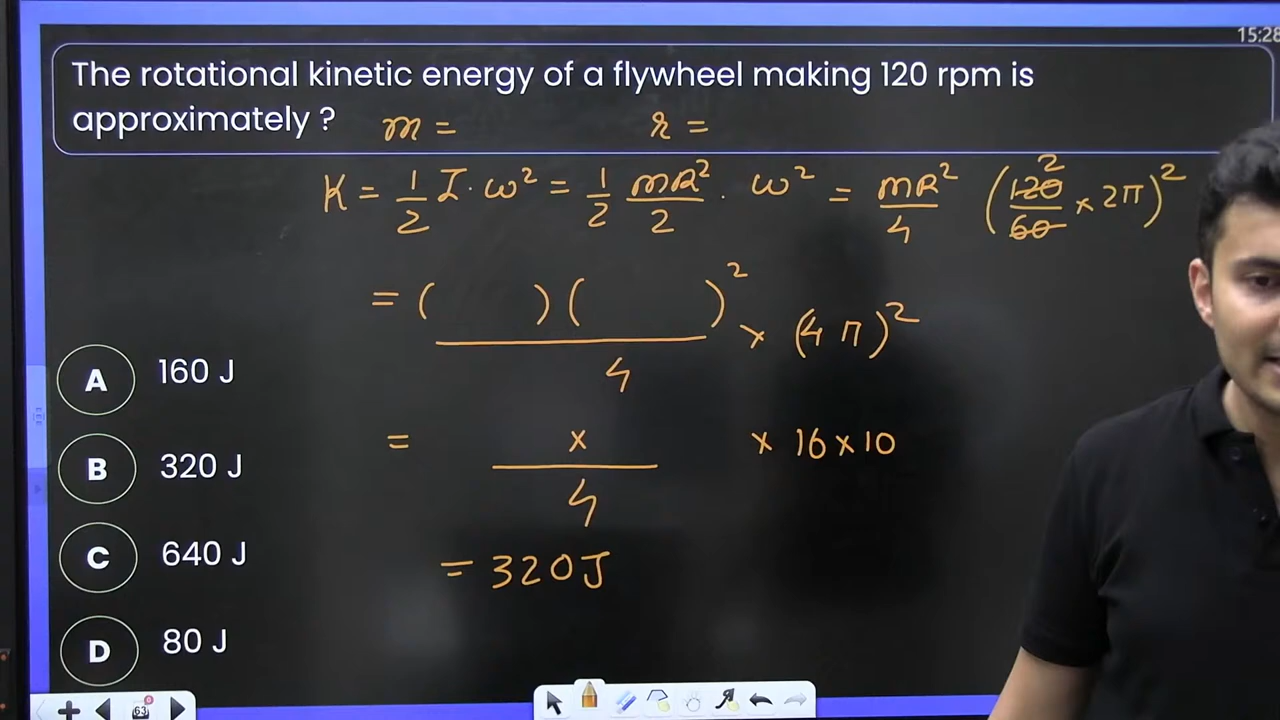 15:28
The rotational kinetic energy of a flywheel making 120 rpm is
approximately ? m = r =
K = 1/2 I · ω² = 1/2 mR²/2 · ω² = mR²/4 (120/60 2 × 2π)²
= ( ) ( )² / 4 × (4π)²
= × / 4 × 16 × 10
= 320 J
A 160 J
B 320 J
C 640 J
D 80 J
63